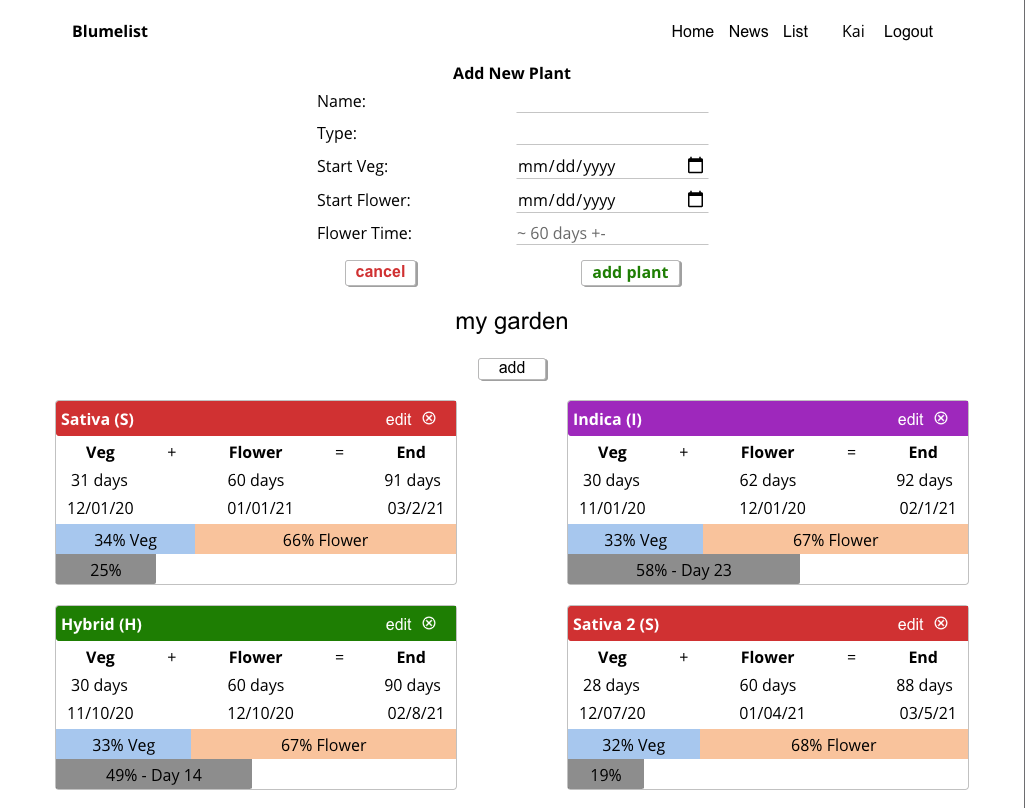 Blumelist Home News List Kai Logout
Add New Plant
Name:
Type:
Start Veg: mm/dd/yyyy
Start Flower: mm/dd/yyyy
Flower Time: ~ 60 days +-
cancel add plant
my garden
add
Sativa (S) edit ⊗
Veg + Flower = End
31 days 60 days 91 days
12/01/20 01/01/21 03/2/21
34% Veg 66% Flower
25%
Indica (I) edit ⊗
Veg + Flower = End
30 days 62 days 92 days
11/01/20 12/01/20 02/1/21
33% Veg 67% Flower
58% - Day 23
Hybrid (H) edit ⊗
Veg + Flower = End
30 days 60 days 90 days
11/10/20 12/10/20 02/8/21
33% Veg 67% Flower
49% - Day 14
Sativa 2 (S) edit ⊗
Veg + Flower = End
28 days 60 days 88 days
12/07/20 01/04/21 03/5/21
32% Veg 68% Flower
19%